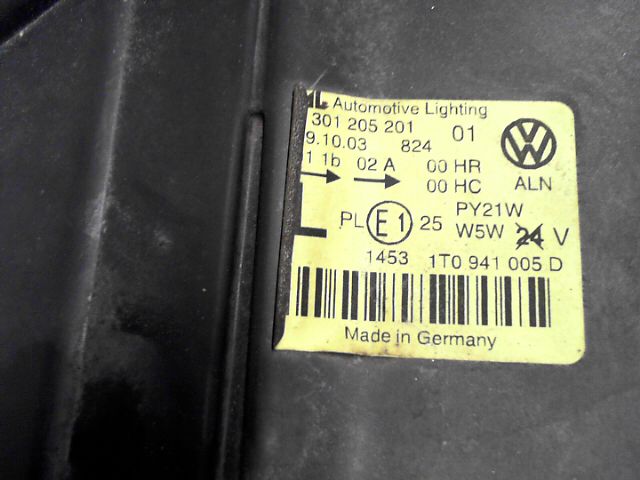 AL Automotive Lighting
301 205 201 01
9.10.03 824
1 1b 02 A 00 HR
00 HC
ALN
L PL E1 25 PY21W
W5W 24 V
1453 1T0 941 005 D
Made in Germany